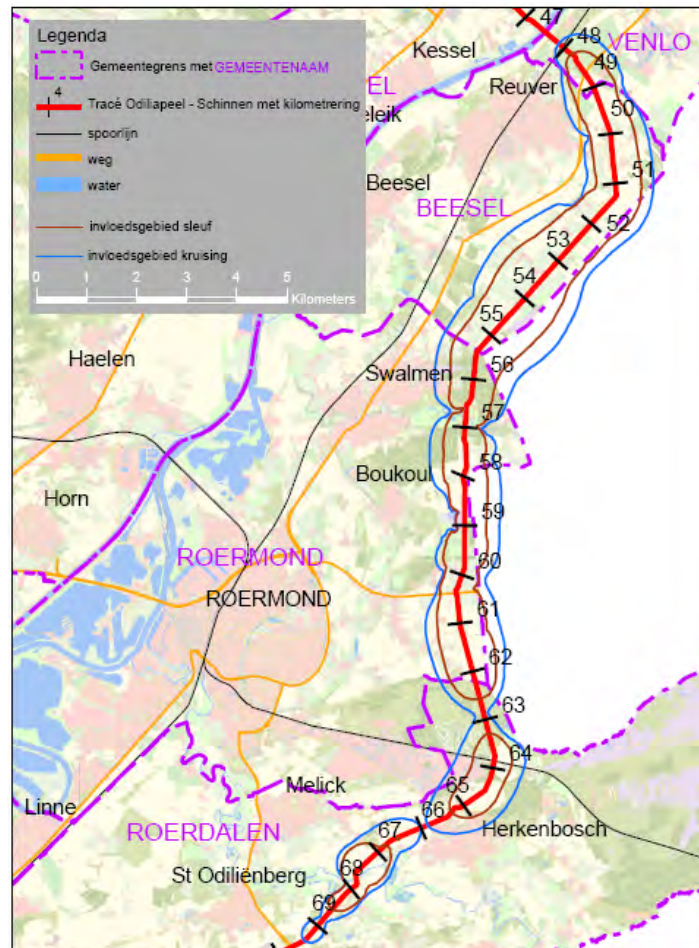 Legenda
Gemeentegrens met GEMEENTENAAM
4
Tracé Odiliapeel - Schinnen met kilometrering
spoorlijn
weg
water
invloedsgebied sleuf
invloedsgebied kruising
0 1 2 3 4 5
Kilometers
47
48
Kessel
VENLO
49
Reuver
EL
50
eleik
Beesel
51
BEESEL
52
53
54
55
Haelen
Swalmen
56
57
Boukoul
58
Horn
59
ROERMOND
60
ROERMOND
61
62
63
64
Melick
65
Linne
66
Herkenbosch
ROERDALEN
67
St Odiliënberg
68
69